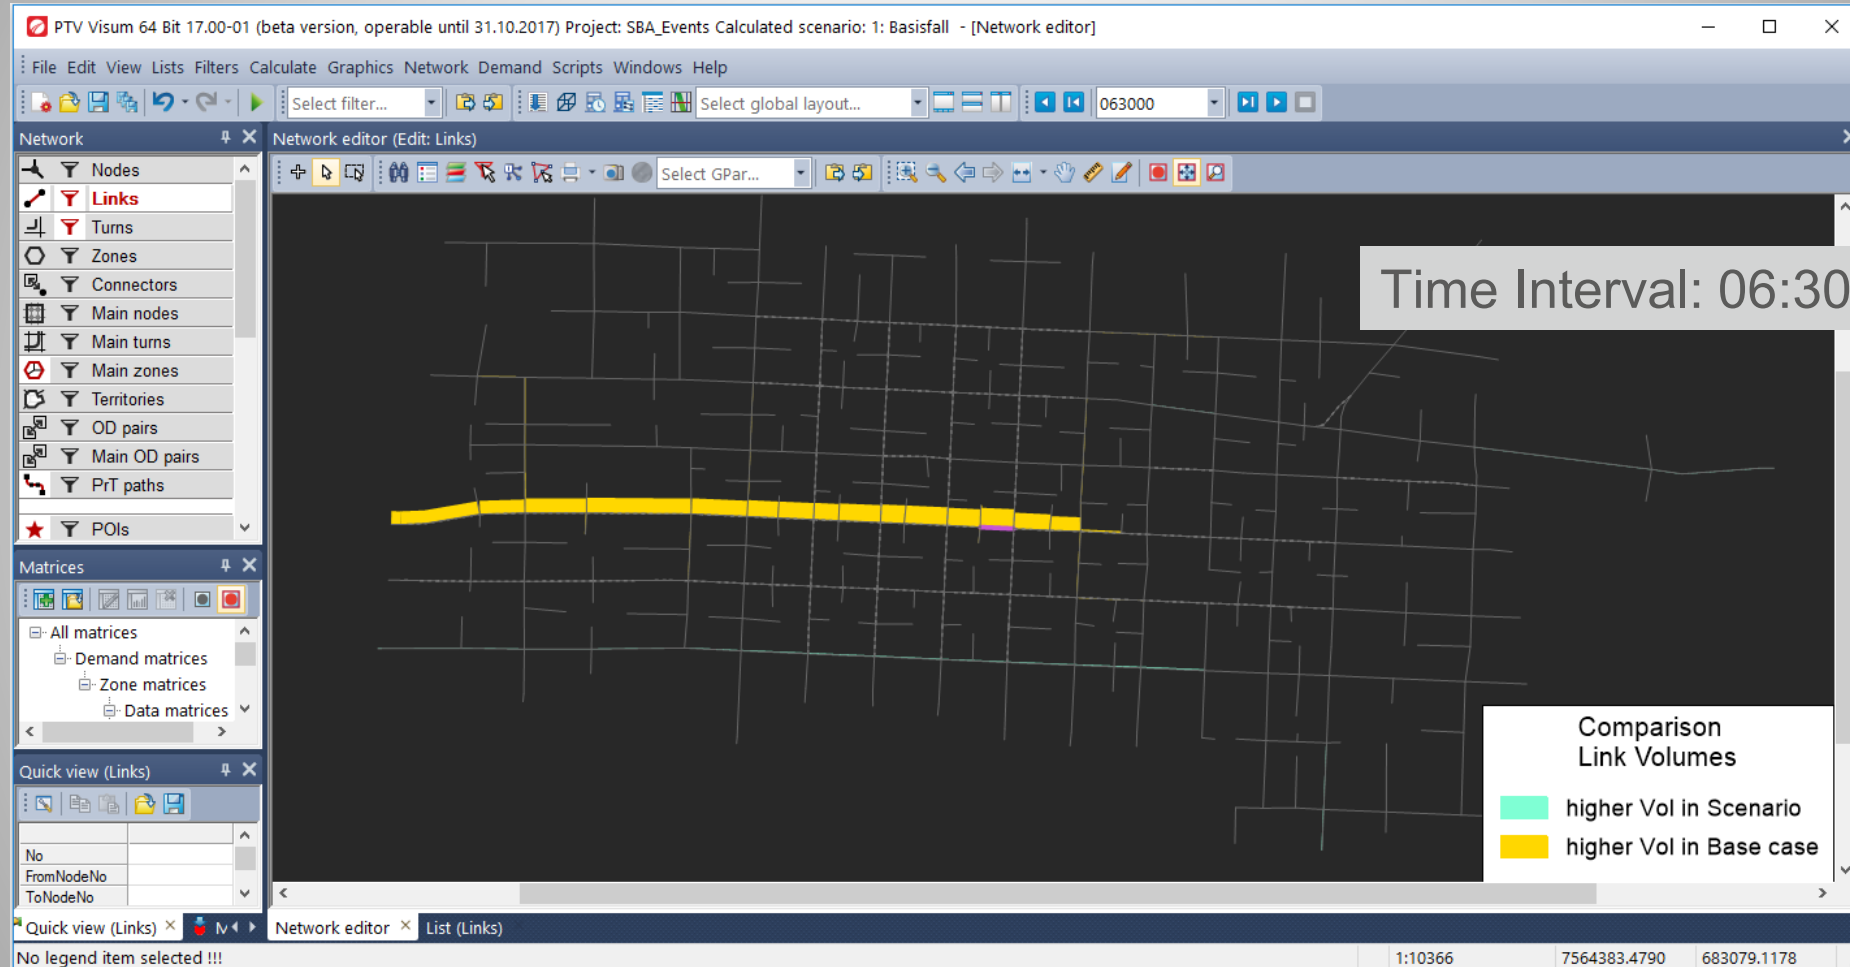 PTV Visum 64 Bit 17.00-01 (beta version, operable until 31.10.2017) Project: SBA_Events Calculated scenario: 1: Basisfall - [Network editor]
File Edit View Lists Filters Calculate Graphics Network Demand Scripts Windows Help
Select filter...
Select global layout...
063000
Network
Nodes
Links
Turns
Zones
Connectors
Main nodes
Main turns
Main zones
Territories
OD pairs
Main OD pairs
PrT paths
POIs
Matrices
All matrices
Demand matrices
Zone matrices
Data matrices
Quick view (Links)
No
FromNodeNo
ToNodeNo
Quick view (Links)
M
Network editor (Edit: Links)
Select GPar...
Time Interval: 06:30
Comparison
Link Volumes
higher Vol in Scenario
higher Vol in Base case
Network editor
List (Links)
No legend item selected !!!
1:10366
7564383.4790
683079.1178